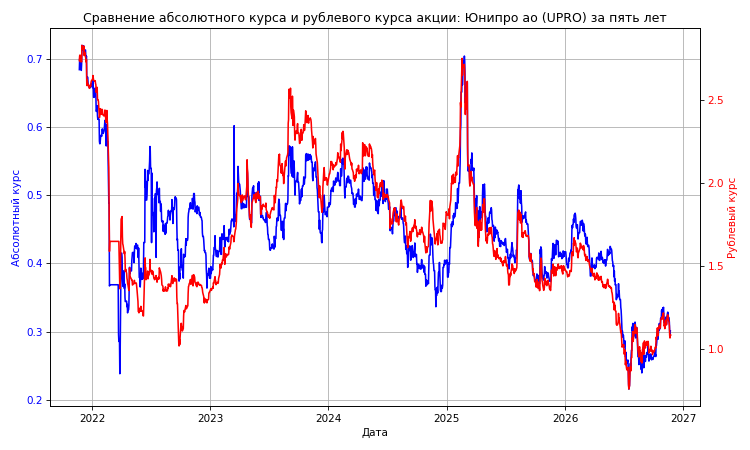 Сравнение абсолютного курса и рублевого курса акции: Юнипро ао (UPRO) за пять лет
0.7
0.6
0.5
0.4
0.3
0.2
Абсолютный курс
2.5
2.0
1.5
1.0
Рублевый курс
2022 2023 2024 2025 2026 2027
Дата